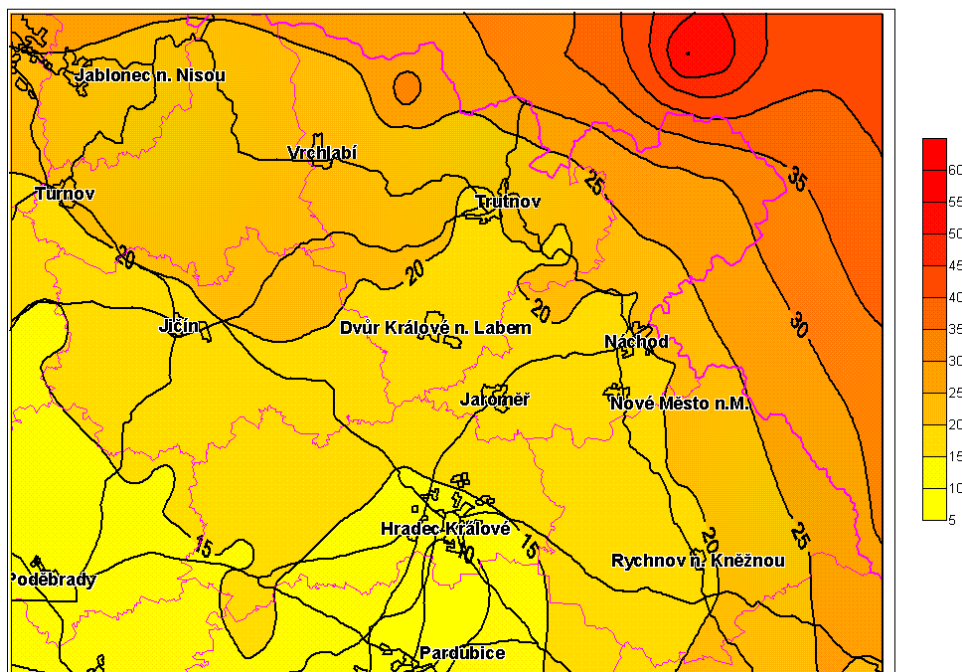 Jablonec n. Nisou
60
Vrchlabí
55
35
25
Turnov
Trutnov
50
45
20
20
40
20
30
Jičín
Dvůr Králové n. Labem
35
Náchod
30
Jaroměř
Nové Město n.M.
25
20
15
10
Hradec Králové
5
15
15
25
10
20
Rychnov n. Kněžnou
Poděbrady
Pardubice